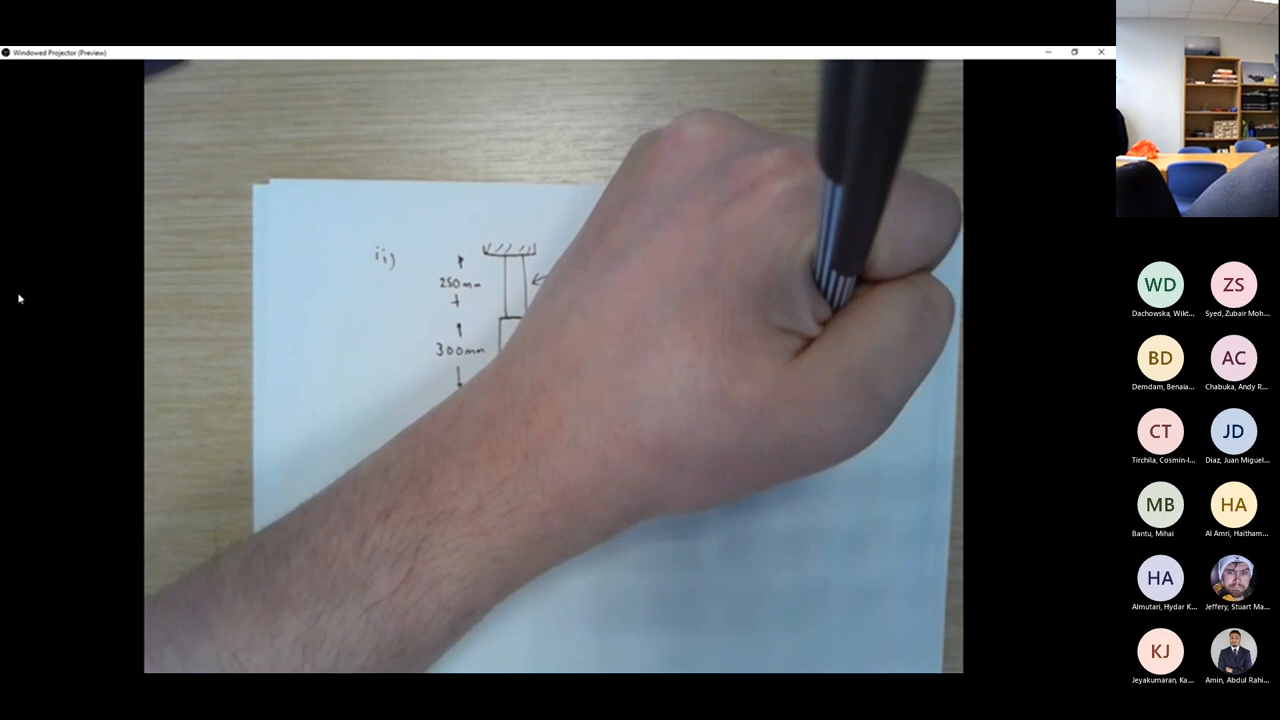 Windowed Projector (Preview)
ii)
250mm
300mm
WD
ZS
Dachowska, Wikt...
Syed, Zubair Moh...
BD
AC
Demdam, Benaia...
Chabuka, Andy R...
CT
JD
Tirchila, Cosmin-I...
Diaz, Juan Miguel...
MB
HA
Bantu, Mihai
Al Amri, Haitham...
HA
Almutari, Hydar K...
Jeffery, Stuart Ma...
KJ
Jeyakumaran, Ka...
Amin, Abdul Rahi...